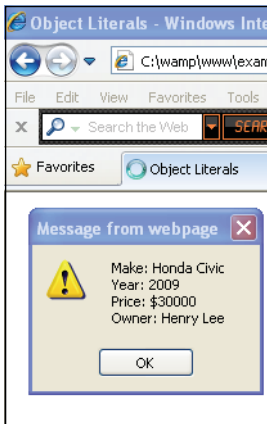 Object Literals - Windows Inte
C:\wamp\www\exam
File Edit View Favorites Tools
Search the Web SEAR
Favorites Object Literals
Message from webpage
Make: Honda Civic
Year: 2009
Price: $30000
Owner: Henry Lee
OK